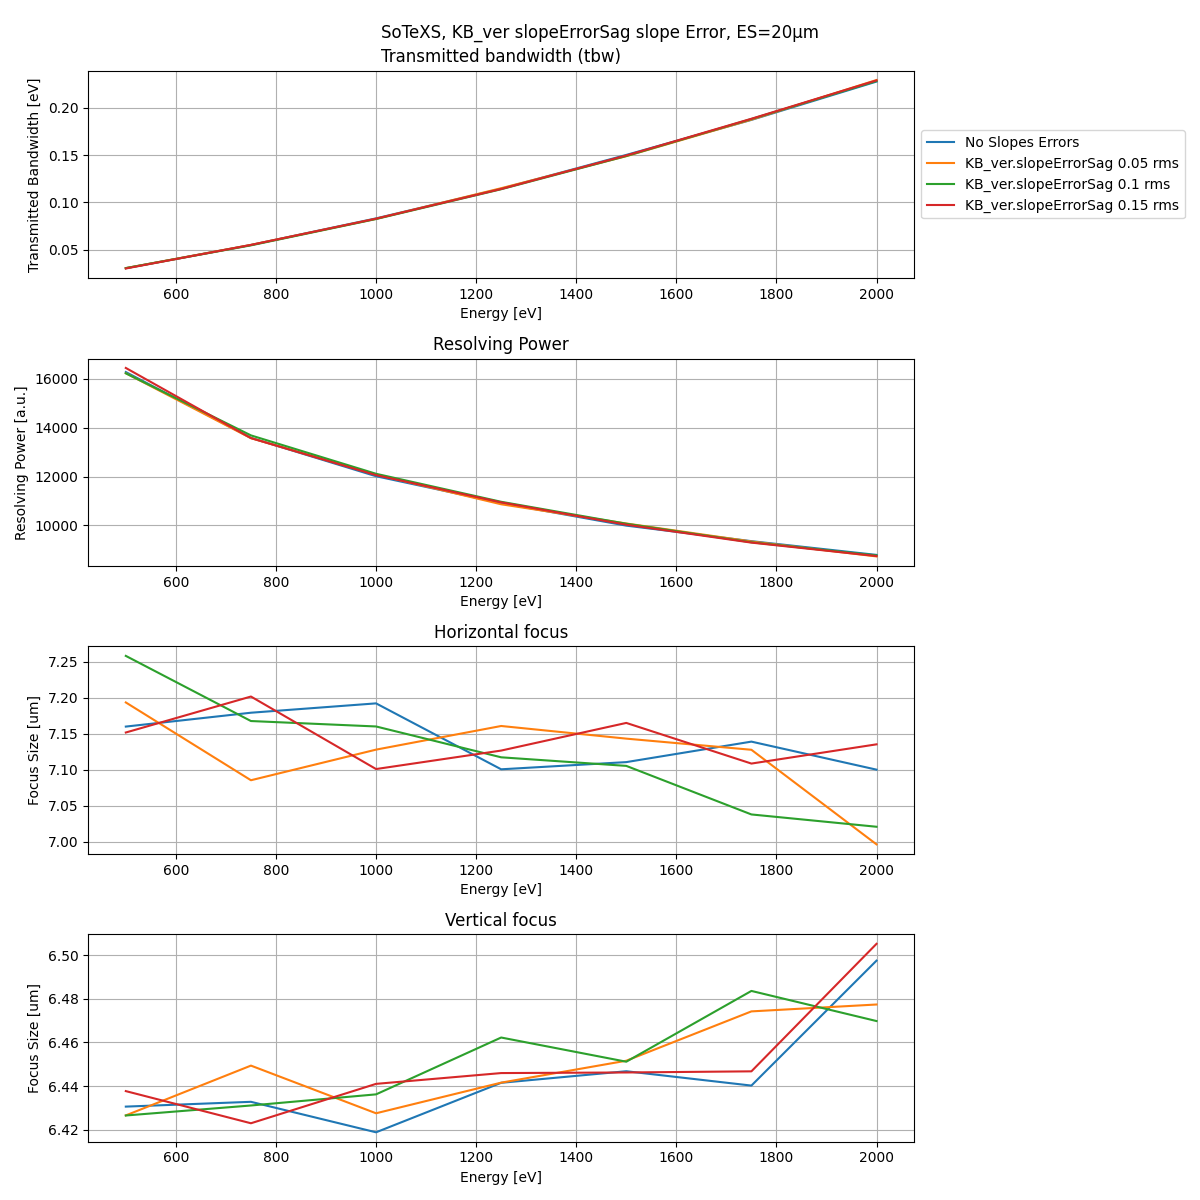 SoTeXS, KB_ver slopeErrorSag slope Error, ES=20μm
Transmitted bandwidth (tbw)
Transmitted Bandwidth [eV]
0.20
0.15
0.10
0.05
600 800 1000 1200 1400 1600 1800 2000
Energy [eV]
No Slopes Errors
KB_ver.slopeErrorSag 0.05 rms
KB_ver.slopeErrorSag 0.1 rms
KB_ver.slopeErrorSag 0.15 rms
Resolving Power
Resolving Power [a.u.]
16000
14000
12000
10000
600 800 1000 1200 1400 1600 1800 2000
Energy [eV]
Horizontal focus
Focus Size [um]
7.25
7.20
7.15
7.10
7.05
7.00
600 800 1000 1200 1400 1600 1800 2000
Energy [eV]
Vertical focus
Focus Size [um]
6.50
6.48
6.46
6.44
6.42
600 800 1000 1200 1400 1600 1800 2000
Energy [eV]